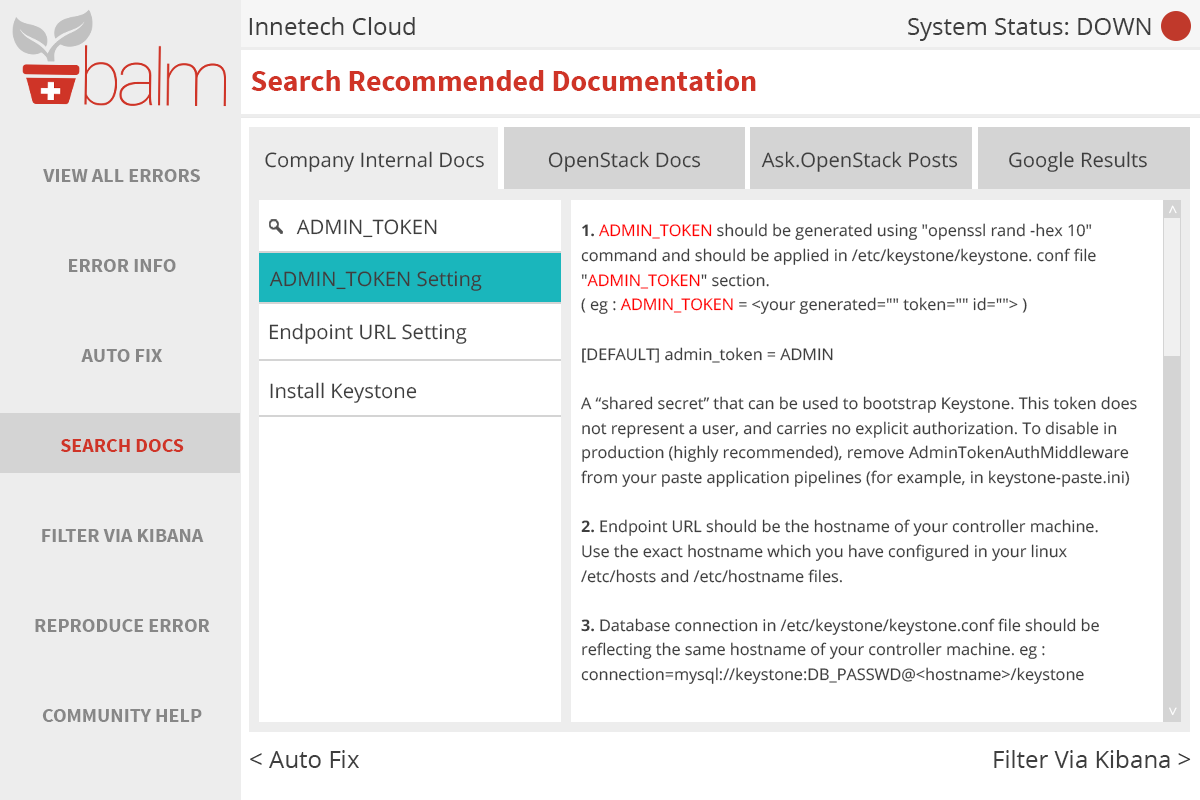 balm
Innetech Cloud
System Status: DOWN
Search Recommended Documentation
VIEW ALL ERRORS
ERROR INFO
AUTO FIX
SEARCH DOCS
FILTER VIA KIBANA
REPRODUCE ERROR
COMMUNITY HELP
Company Internal Docs
OpenStack Docs
Ask.OpenStack Posts
Google Results
ADMIN_TOKEN
ADMIN_TOKEN Setting
Endpoint URL Setting
Install Keystone
1. ADMIN_TOKEN should be generated using "openssl rand -hex 10"
command and should be applied in /etc/keystone/keystone. conf file
"ADMIN_TOKEN" section.
( eg : ADMIN_TOKEN = <your generated="" token="" id=""> )
[DEFAULT] admin_token = ADMIN
A “shared secret” that can be used to bootstrap Keystone. This token does
not represent a user, and carries no explicit authorization. To disable in
production (highly recommended), remove AdminTokenAuthMiddleware
from your paste application pipelines (for example, in keystone-paste.ini)
2. Endpoint URL should be the hostname of your controller machine.
Use the exact hostname which you have configured in your linux
/etc/hosts and /etc/hostname files.
3. Database connection in /etc/keystone/keystone.conf file should be
reflecting the same hostname of your controller machine. eg :
connection=mysql://keystone:DB_PASSWD@<hostname>/keystone
< Auto Fix
Filter Via Kibana >